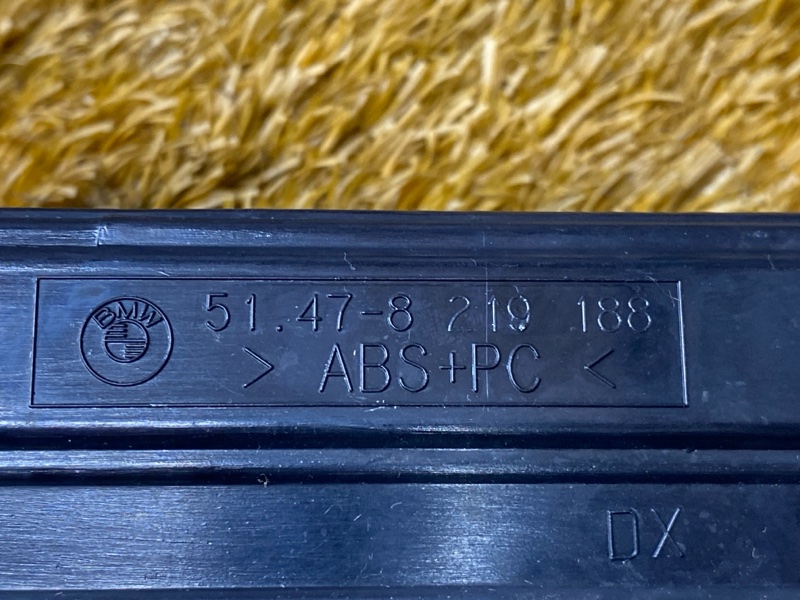 BMW
51.47-8 219 188
> ABS+PC <
DX